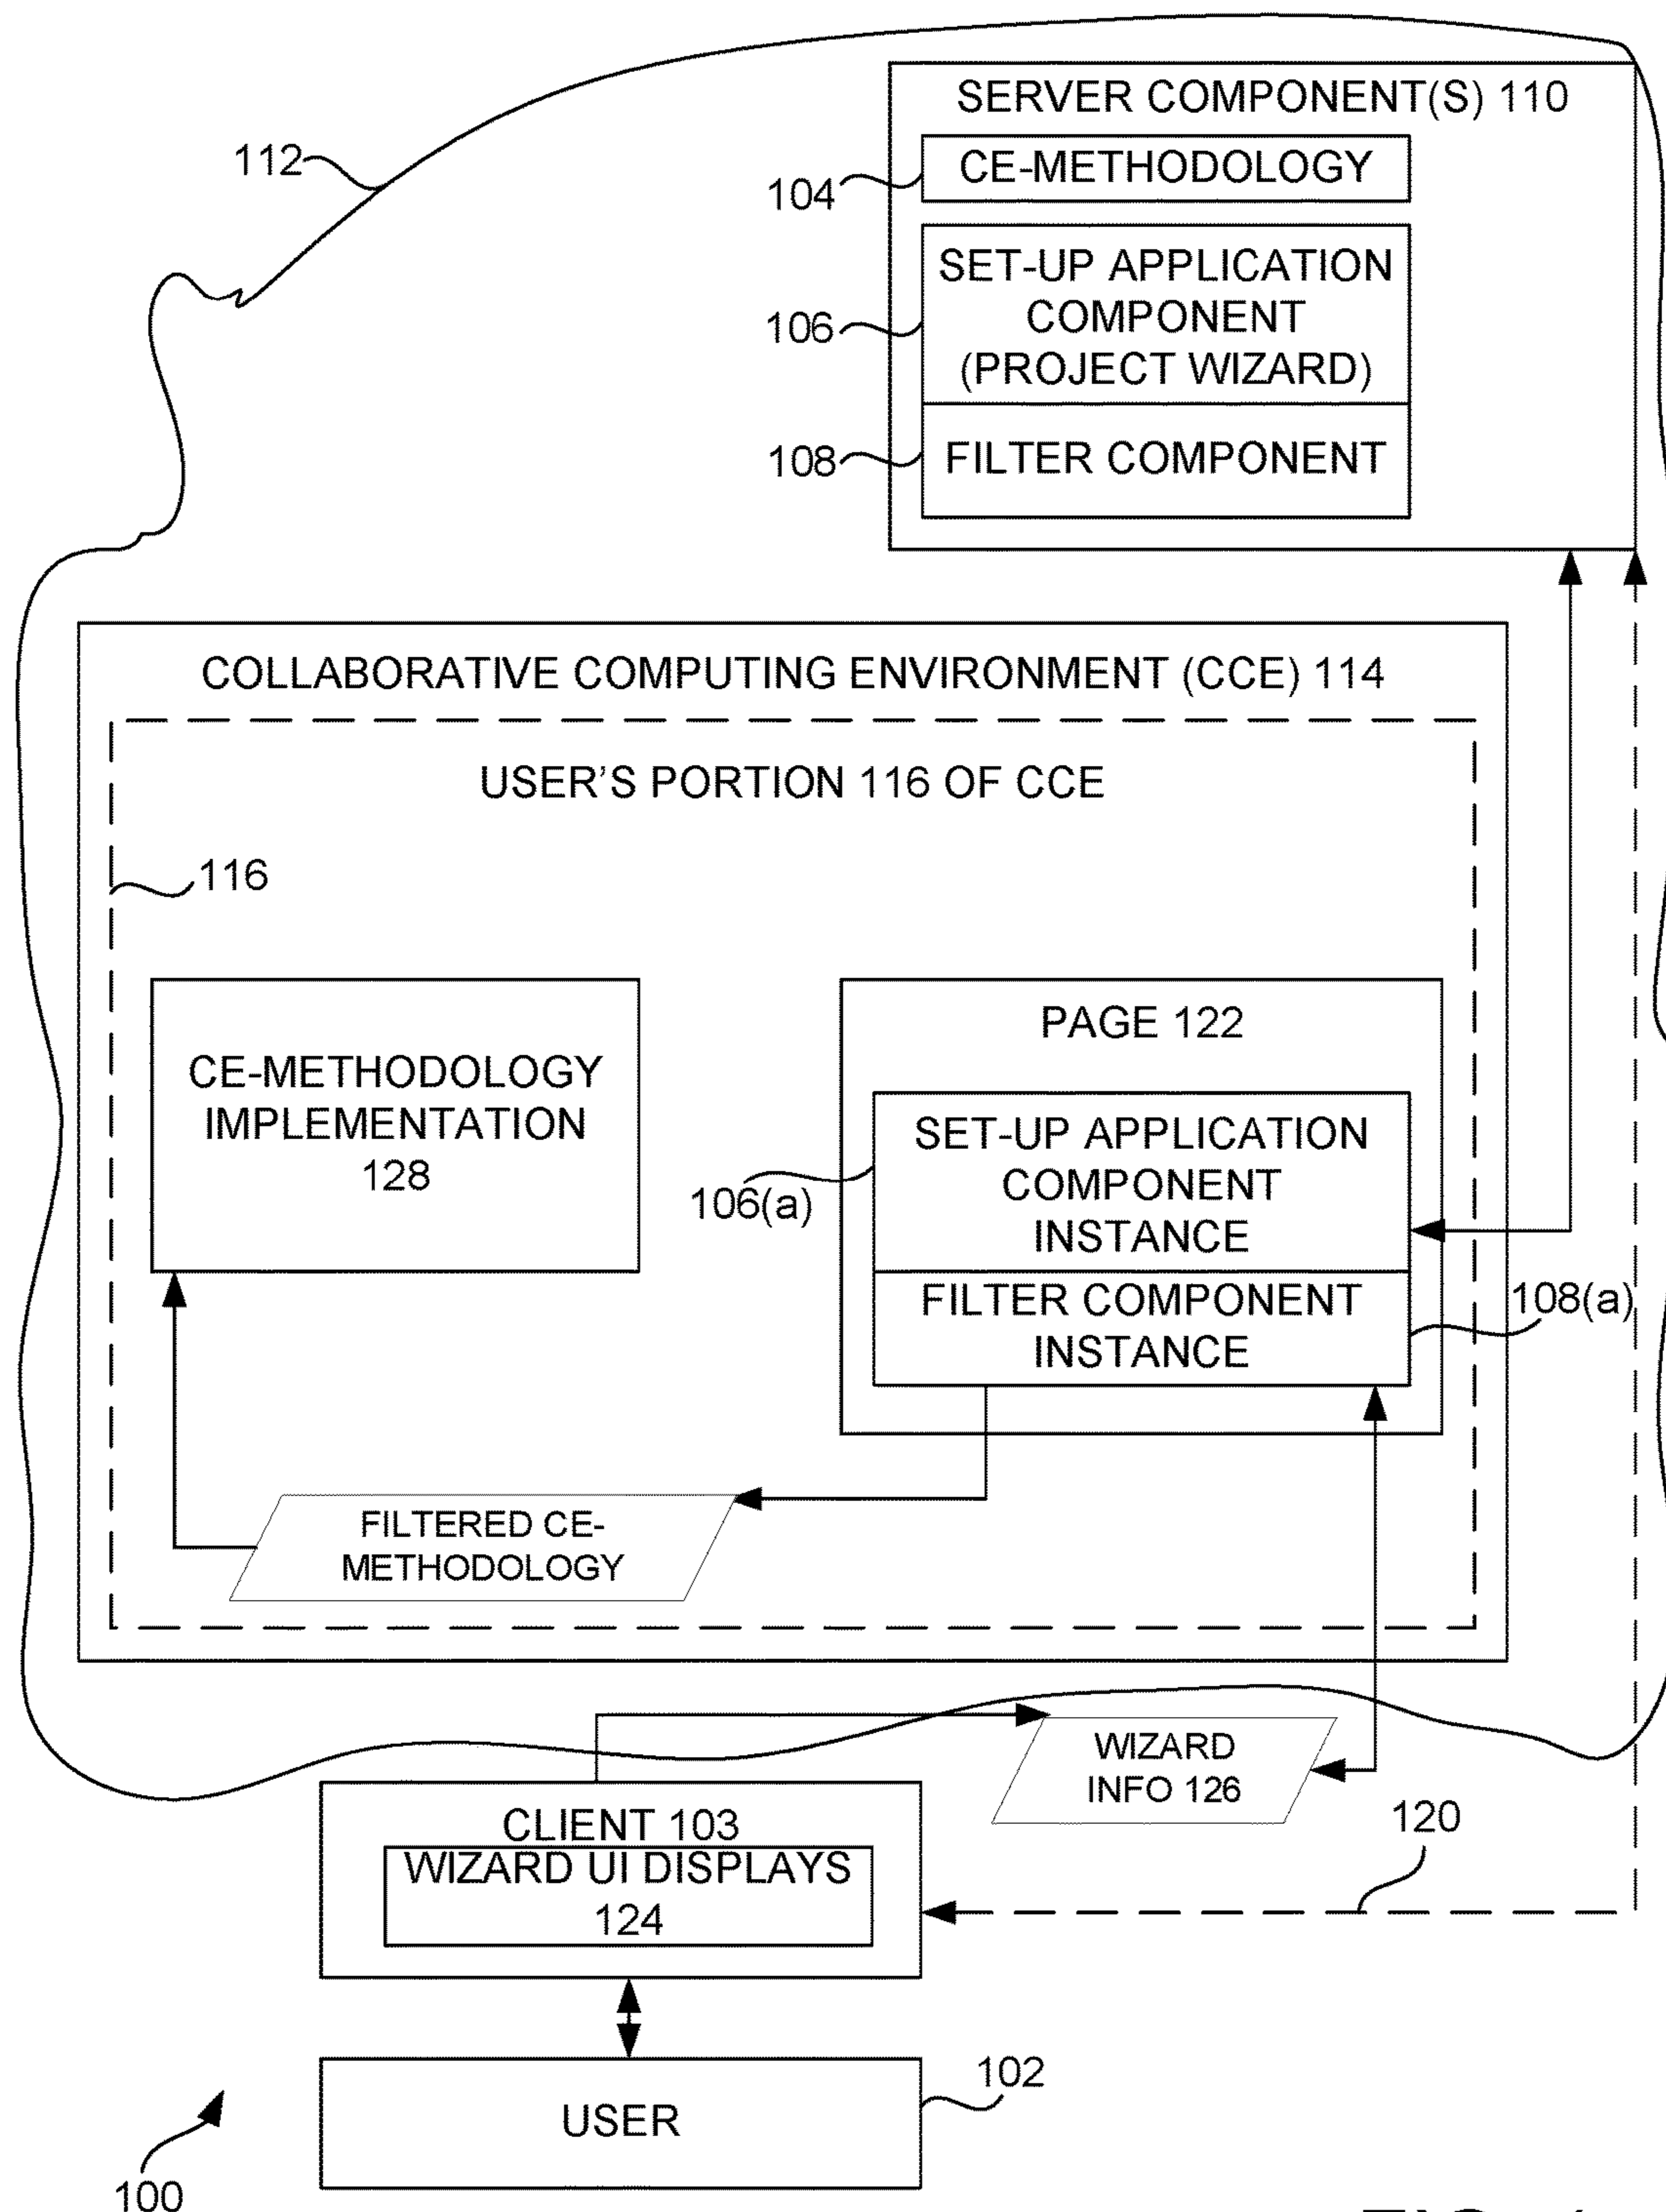 SERVER COMPONENT(S) 110
112
CE-METHODOLOGY
104
SET-UP APPLICATION
COMPONENT
(PROJECT WIZARD)
106
FILTER COMPONENT
108
COLLABORATIVE COMPUTING ENVIRONMENT (CCE) 114
USER'S PORTION 116 OF CCE
116
PAGE 122
CE-METHODOLOGY
IMPLEMENTATION
128
SET-UP APPLICATION
COMPONENT
INSTANCE
106(a)
FILTER COMPONENT
INSTANCE
108(a)
FILTERED CE-
METHODOLOGY
WIZARD
INFO 126
CLIENT 103
WIZARD UI DISPLAYS
124
120
USER
102
100